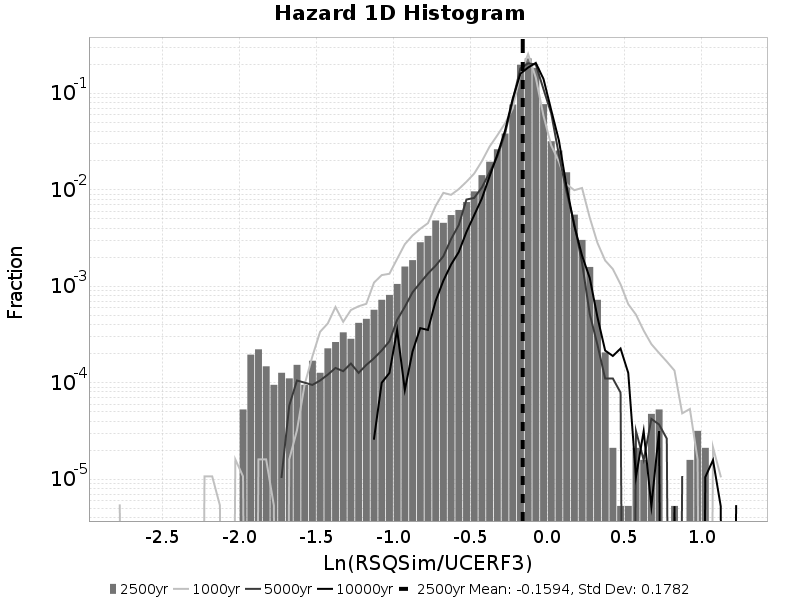 Hazard 1D Histogram
Fraction
10-1
10-2
10-3
10-4
10-5
-2.5 -2.0 -1.5 -1.0 -0.5 0.0 0.5 1.0
Ln(RSQSim/UCERF3)
2500yr 1000yr 5000yr 10000yr 2500yr Mean: -0.1594, Std Dev: 0.1782